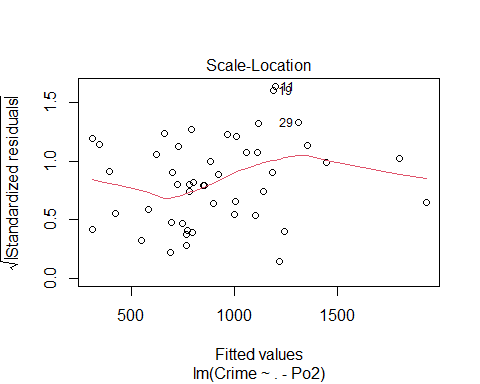 Scale-Location
√|Standardized residuals|
1.5
1.0
0.5
0.0
11
19
29
500
1000
1500
Fitted values
lm(Crime ~ . - Po2)